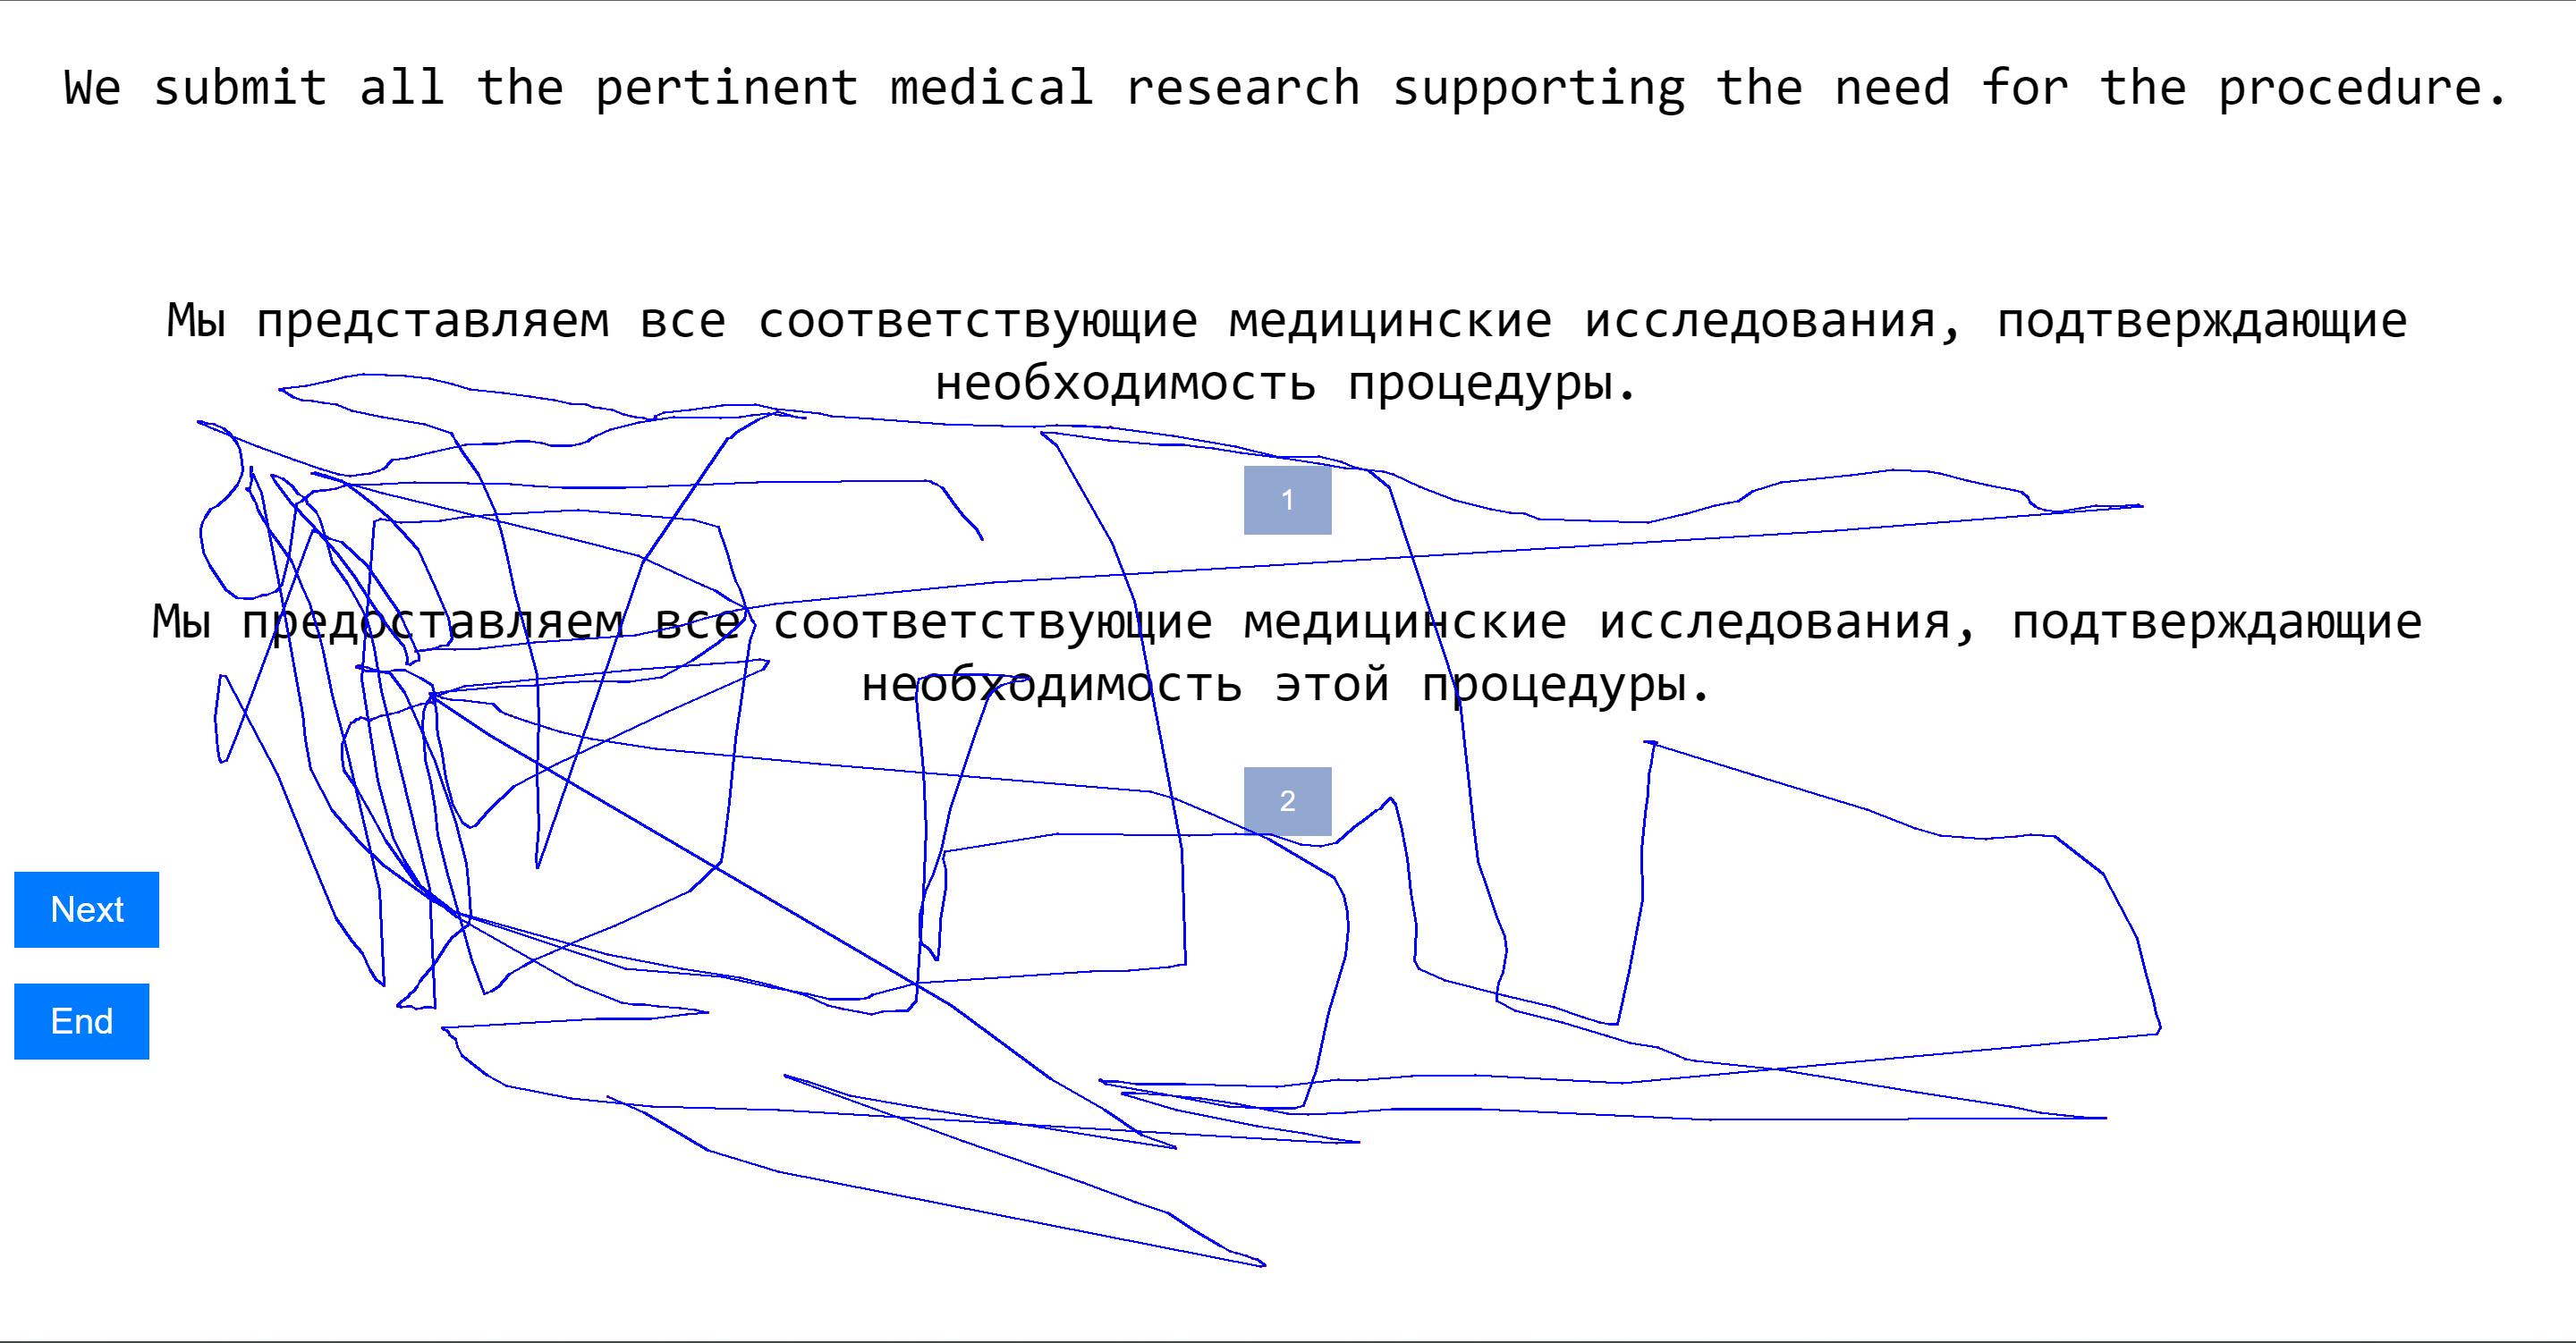 We submit all the pertinent medical research supporting the need for the procedure.
Мы представляем все соответствующие медицинские исследования, подтверждающие
необходимость процедуры.
1
Мы предоставляем все соответствующие медицинские исследования, подтверждающие
необходимость этой процедуры.
2
Next
End